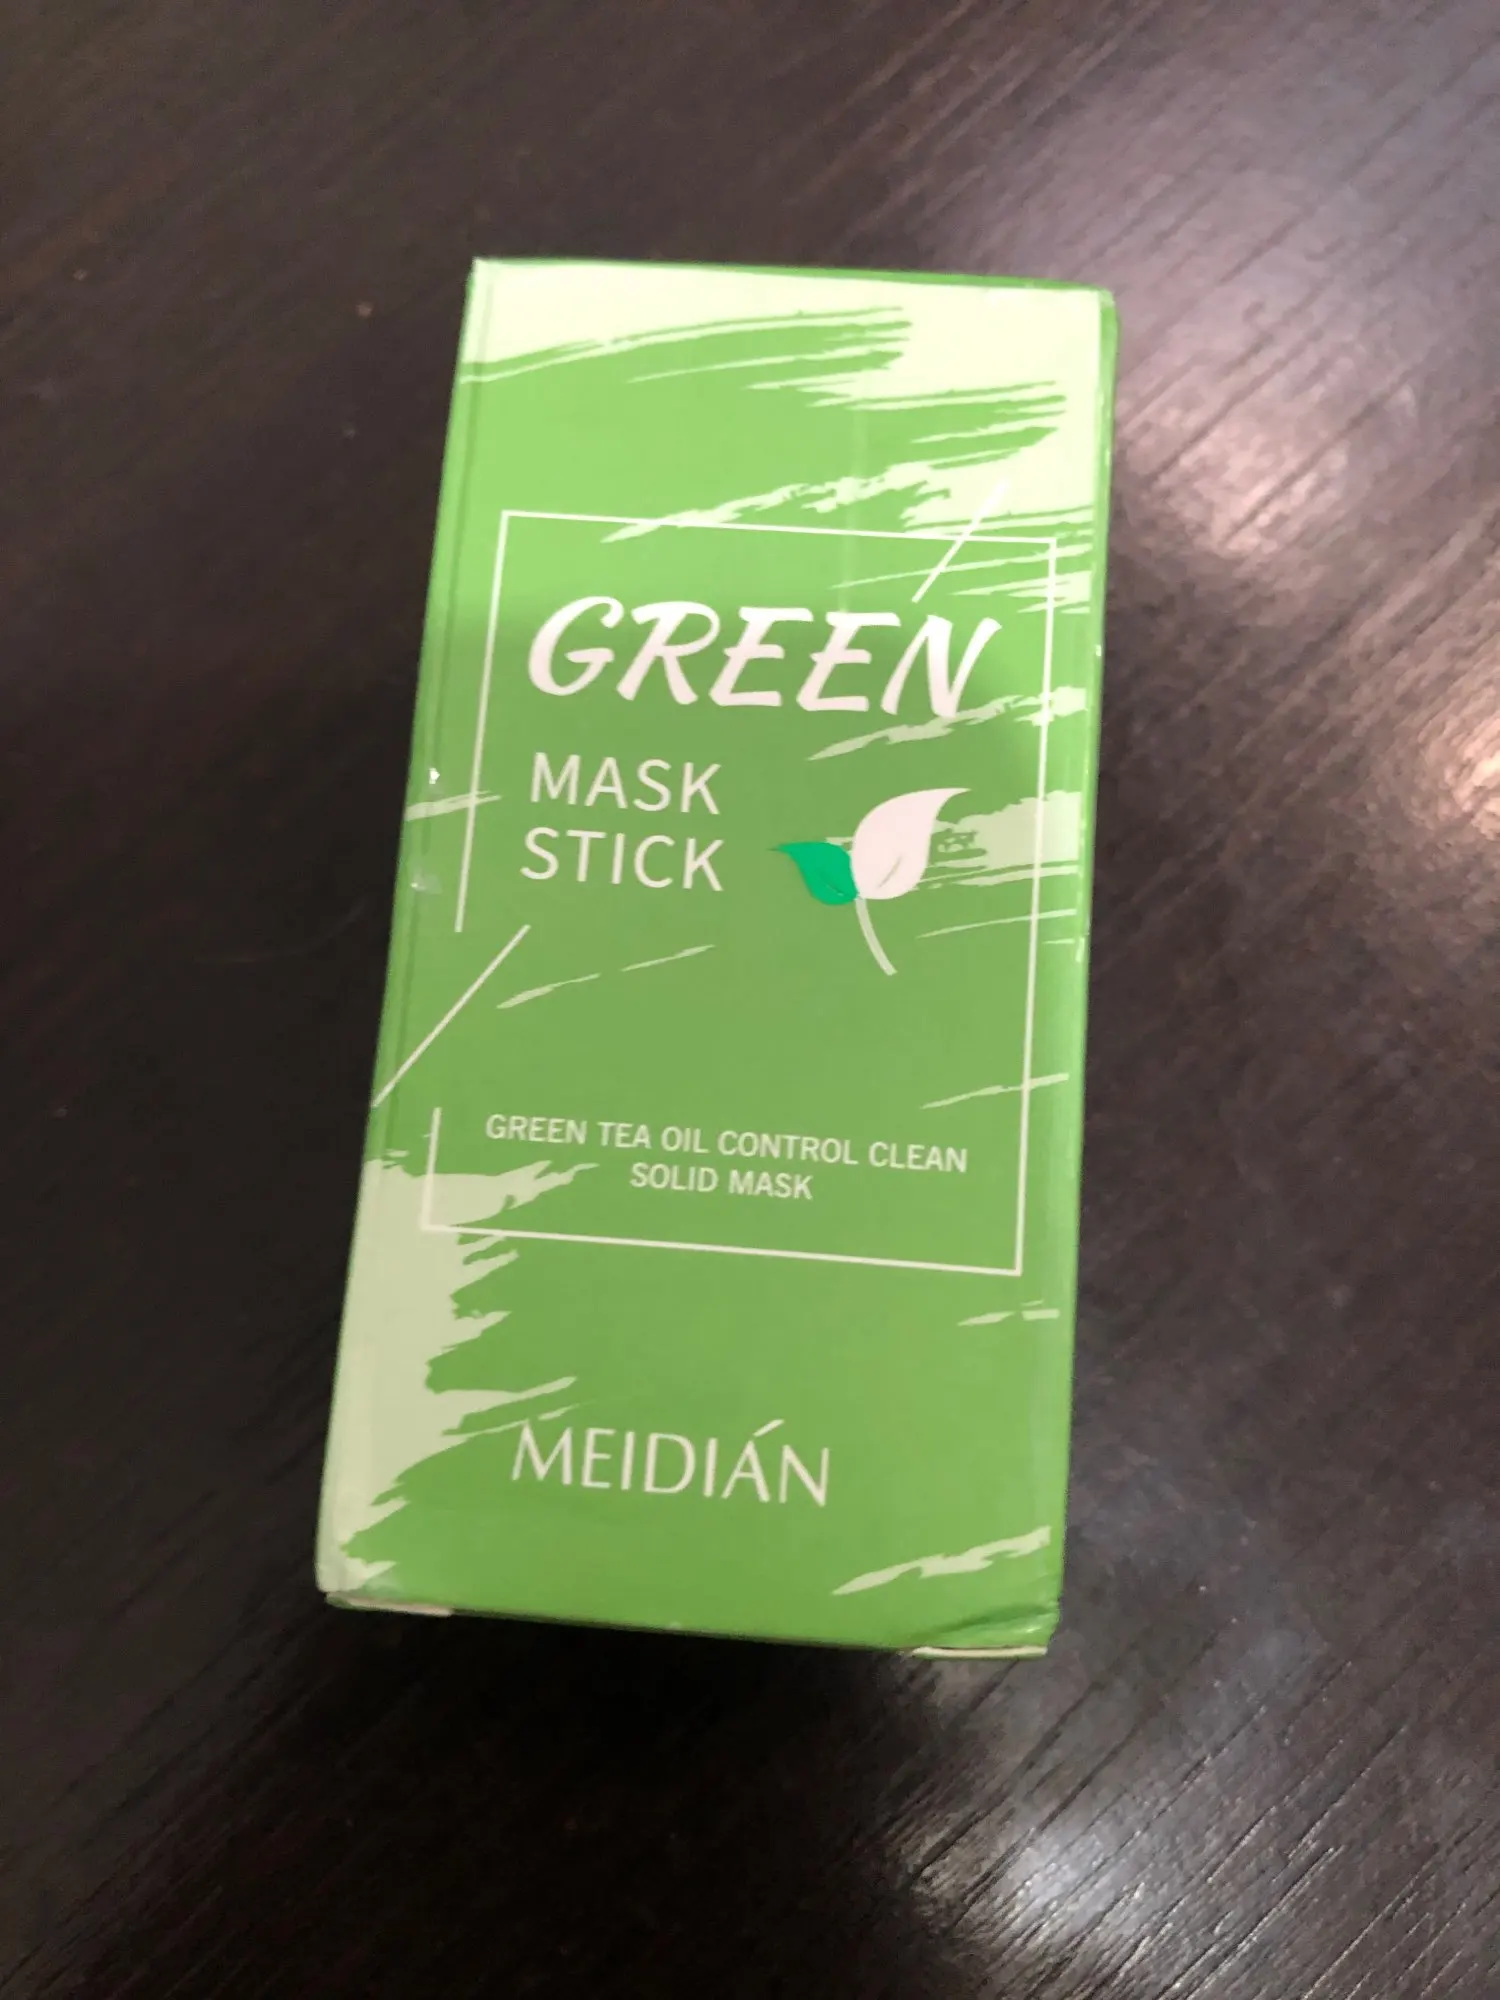 GREEN
MASK
STICK
GREEN TEA OIL CONTROL CLEAN
SOLID MASK
MEIDIÁN